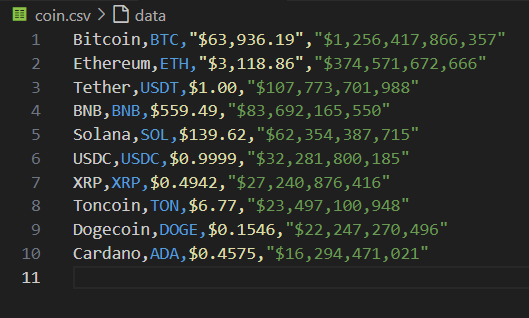 coin.csv > data
1 Bitcoin,BTC,"$63,936.19","$1,256,417,866,357"
2 Ethereum,ETH,"$3,118.86","$374,571,672,666"
3 Tether,USDT,$1.00,"$107,773,701,988"
4 BNB,BNB,$559.49,"$83,692,165,550"
5 Solana,SOL,$139.62,"$62,354,387,715"
6 USDC,USDC,$0.9999,"$32,281,800,185"
7 XRP,XRP,$0.4942,"$27,240,876,416"
8 Toncoin,TON,$6.77,"$23,497,100,948"
9 Dogecoin,DOGE,$0.1546,"$22,247,270,496"
10 Cardano,ADA,$0.4575,"$16,294,471,021"
11